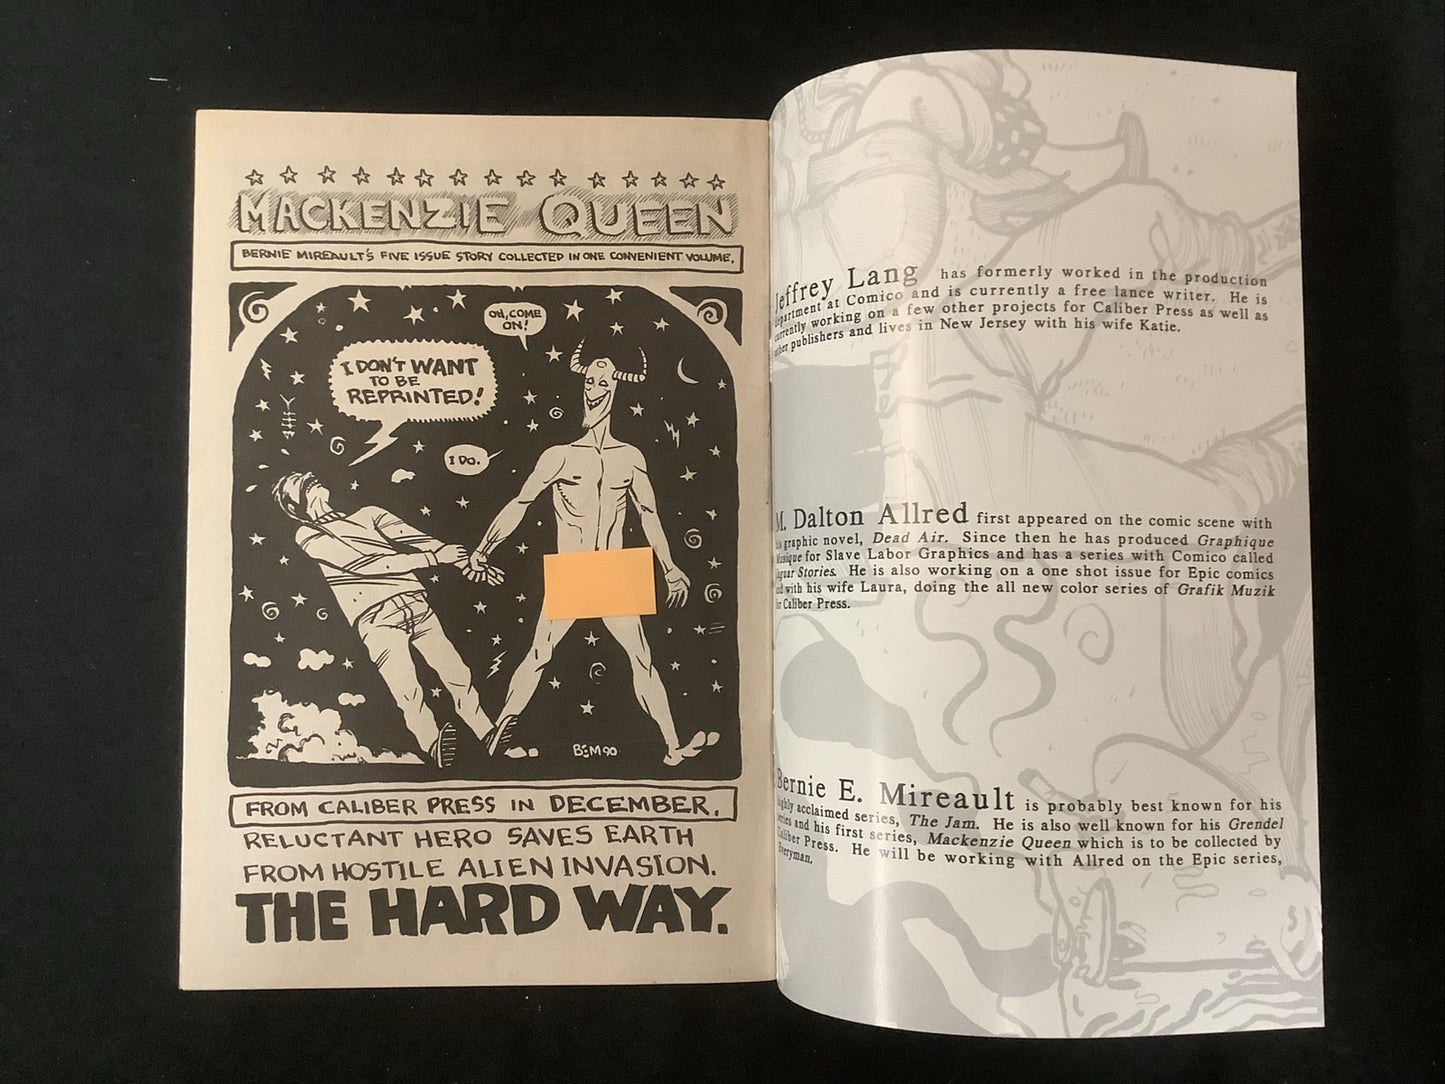 MACKENZIE QUEEN
BERNIE MIREAULT'S FIVE ISSUE STORY COLLECTED IN ONE CONVENIENT VOLUME.
OH, COME
ON!
I DON'T WANT
TO BE
REPRINTED!
I DO.
BEM 90
FROM CALIBER PRESS IN DECEMBER.
RELUCTANT HERO SAVES EARTH
FROM HOSTILE ALIEN INVASION.
THE HARD WAY.
Jeffrey Lang has formerly worked in the production
department at Comico and is currently a free lance writer. He is
currently working on a few other projects for Caliber Press as well as
other publishers and lives in New Jersey with his wife Katie.
M. Dalton Allred first appeared on the comic scene with
his graphic novel, Dead Air. Since then he has produced Graphique
Musique for Slave Labor Graphics and has a series with Comico called
Jaguar Stories. He is also working on a one shot issue for Epic comics
and with his wife Laura, doing the all new color series of Grafik Muzik
for Caliber Press.
Bernie E. Mireault is probably best known for his
highly acclaimed series, The Jam. He is also well known for his Grendel
series and his first series, Mackenzie Queen which is to be collected by
Caliber Press. He will be working with Allred on the Epic series,
Everyman.